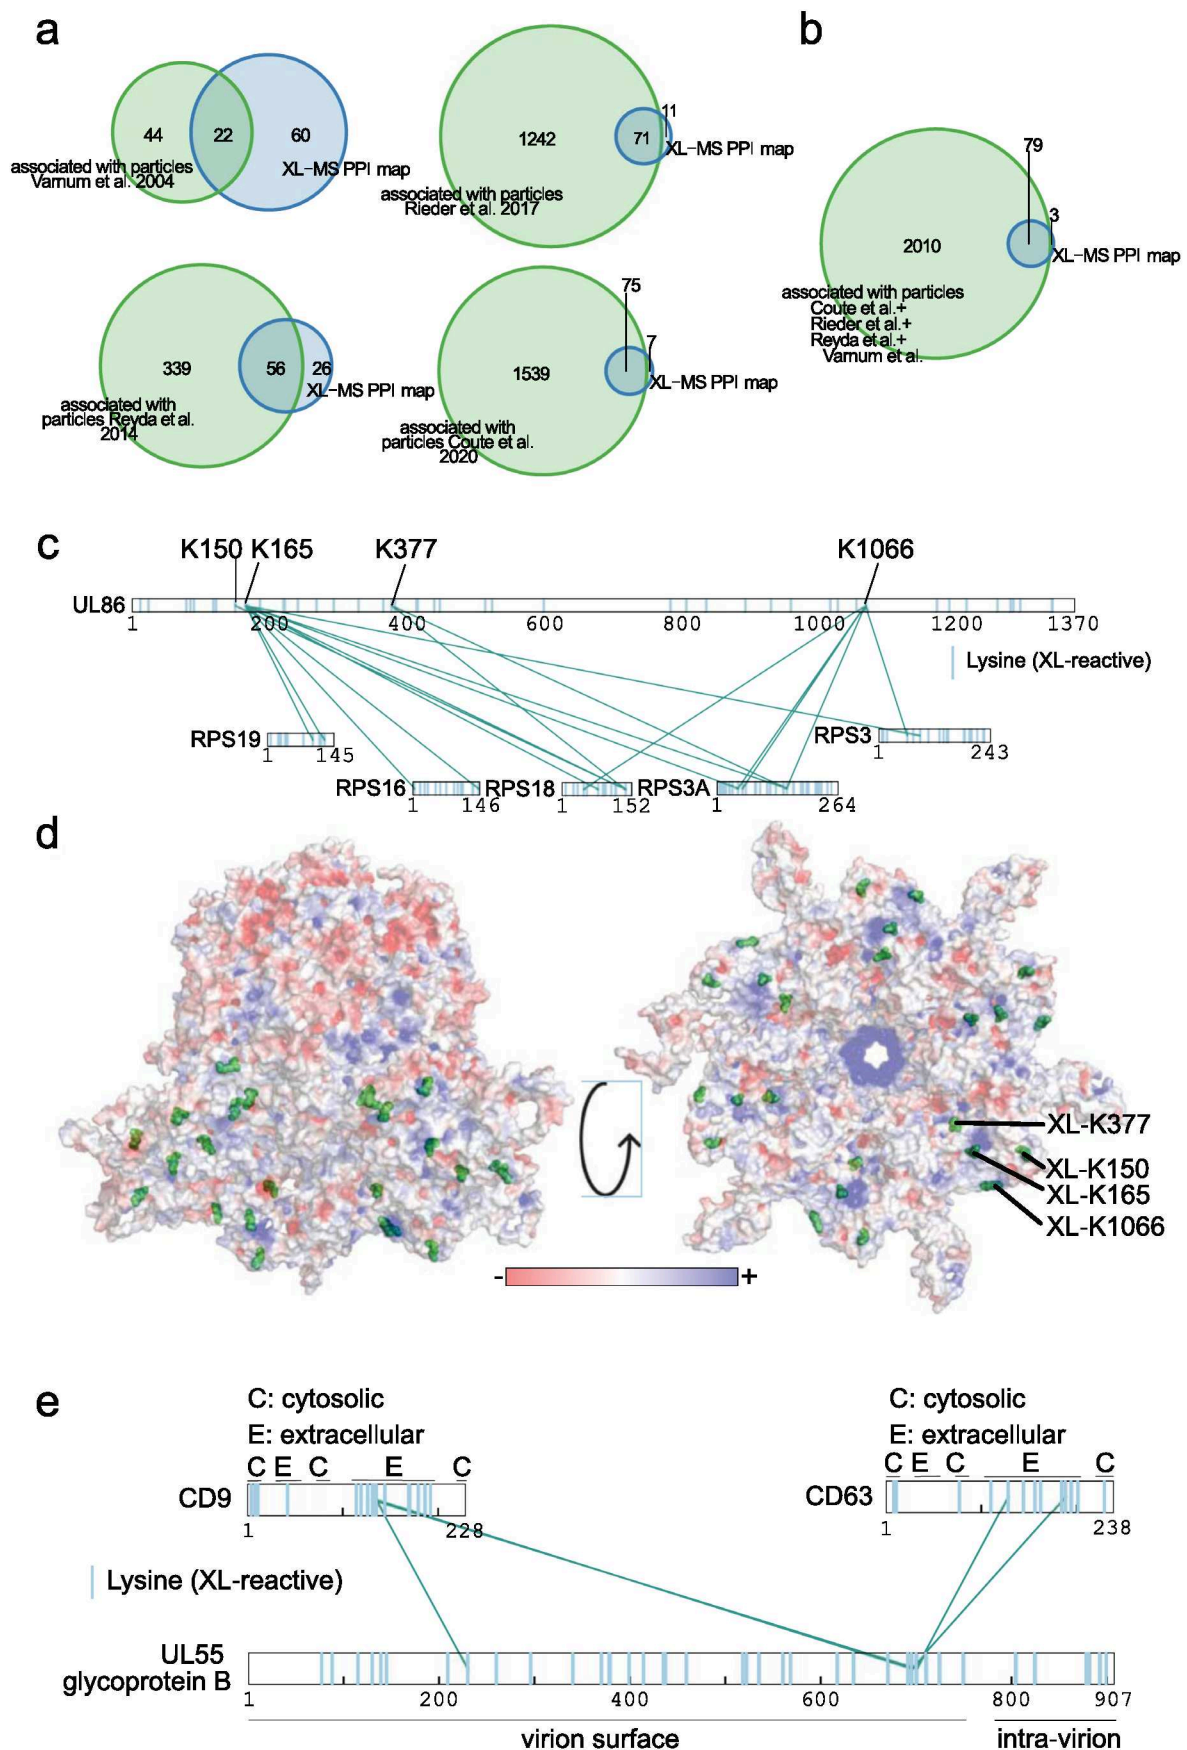 a
44
22
60
associated with particles
Varnum et al. 2004
XL-MS PPI map
1242
71
11
XL-MS PPI map
associated with particles
Rieder et al. 2017
339
56
26
XL-MS PPI map
associated with
particles Reyda et al.
2014
1539
75
7
XL-MS PPI map
associated with
particles Coute et al.
2020
b
79
3
2010
XL-MS PPI map
associated with particles
Coute et al.+
Rieder et al.+
Reyda et al.+
Varnum et al.
c
K150 K165 K377 K1066
UL86
1 200 400 600 800 1000 1200 1370
Lysine (XL-reactive)
RPS19
1 145
RPS3
1 243
RPS16
1 146
RPS18
1 152
RPS3A
1 264
d
XL-K377
XL-K150
XL-K165
XL-K1066
- +
e
C: cytosolic
E: extracellular
C E C E C
CD9
1 228
C: cytosolic
E: extracellular
C E C E C
CD63
1 238
Lysine (XL-reactive)
UL55
glycoprotein B
1 200 400 600 800 907
virion surface intra-virion